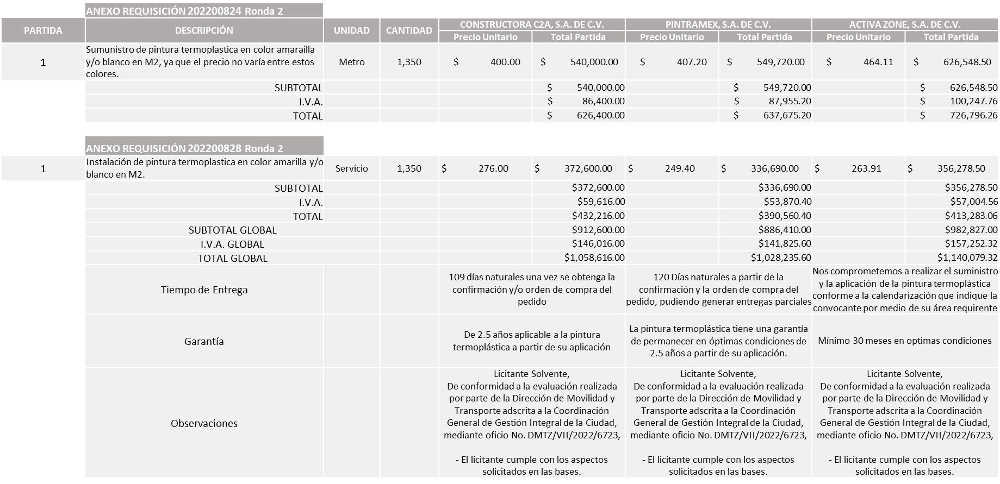 ANEXO REQUISICIÓN 202200824 Ronda 2
PARTIDA DESCRIPCIÓN UNIDAD CANTIDAD CONSTRUCTORA C2A, S.A. DE C.V. PINTRAMEX, S.A. DE C.V. ACTIVA ZONE, S.A. DE C.V.
Precio Unitario Total Partida Precio Unitario Total Partida Precio Unitario Total Partida
Sumunistro de pintura termoplastica en color amarailla
y/o blanco en M2, ya que el precio no varía entre estos
colores.
1 Metro 1,350 $ 400.00 $ 540,000.00 $ 407.20 $ 549,720.00 $ 464.11 $ 626,548.50
SUBTOTAL $ 540,000.00 $ 549,720.00 $ 626,548.50
I.V.A. $ 86,400.00 $ 87,955.20 $ 100,247.76
TOTAL $ 626,400.00 $ 637,675.20 $ 726,796.26
ANEXO REQUISICIÓN 202200828 Ronda 2
Instalación de pintura termoplastica en color amarilla y/o
blanco en M2.
1 Servicio 1,350 $ 276.00 $ 372,600.00 $ 249.40 $ 336,690.00 $ 263.91 $ 356,278.50
SUBTOTAL $372,600.00 $336,690.00 $356,278.50
I.V.A. $59,616.00 $53,870.40 $57,004.56
TOTAL $432,216.00 $390,560.40 $413,283.06
SUBTOTAL GLOBAL $912,600.00 $886,410.00 $982,827.00
I.V.A. GLOBAL $146,016.00 $141,825.60 $157,252.32
TOTAL GLOBAL $1,058,616.00 $1,028,235.60 $1,140,079.32
Tiempo de Entrega
109 días naturales una vez se obtenga la
confirmación y/o orden de compra del
pedido
120 Días naturales a partir de la
confirmación y la orden de compra del
pedido, pudiendo generar entregas parciales
Nos comprometemos a realizar el suministro
y la aplicación de la pintura termoplástica
conforme a la calendarización que indique la
convocante por medio de su área requirente
Garantía
De 2.5 años aplicable a la pintura
termoplástica a partir de su aplicación
La pintura termoplástica tiene una garantía
de permanecer en óptimas condiciones de
2.5 años a partir de su aplicación.
Mínimo 30 meses en optimas condiciones
Observaciones
Licitante Solvente,
De conformidad a la evaluación realizada
por parte de la Dirección de Movilidad y
Transporte adscrita a la Coordinación
General de Gestión Integral de la Ciudad,
mediante oficio No. DMTZ/VII/2022/6723,
- El licitante cumple con los aspectos
solicitados en las bases.
Licitante Solvente,
De conformidad a la evaluación realizada
por parte de la Dirección de Movilidad y
Transporte adscrita a la Coordinación
General de Gestión Integral de la Ciudad,
mediante oficio No. DMTZ/VII/2022/6723,
- El licitante cumple con los aspectos
solicitados en las bases.
Licitante Solvente,
De conformidad a la evaluación realizada
por parte de la Dirección de Movilidad y
Transporte adscrita a la Coordinación
General de Gestión Integral de la Ciudad,
mediante oficio No. DMTZ/VII/2022/6723,
- El licitante cumple con los aspectos
solicitados en las bases.